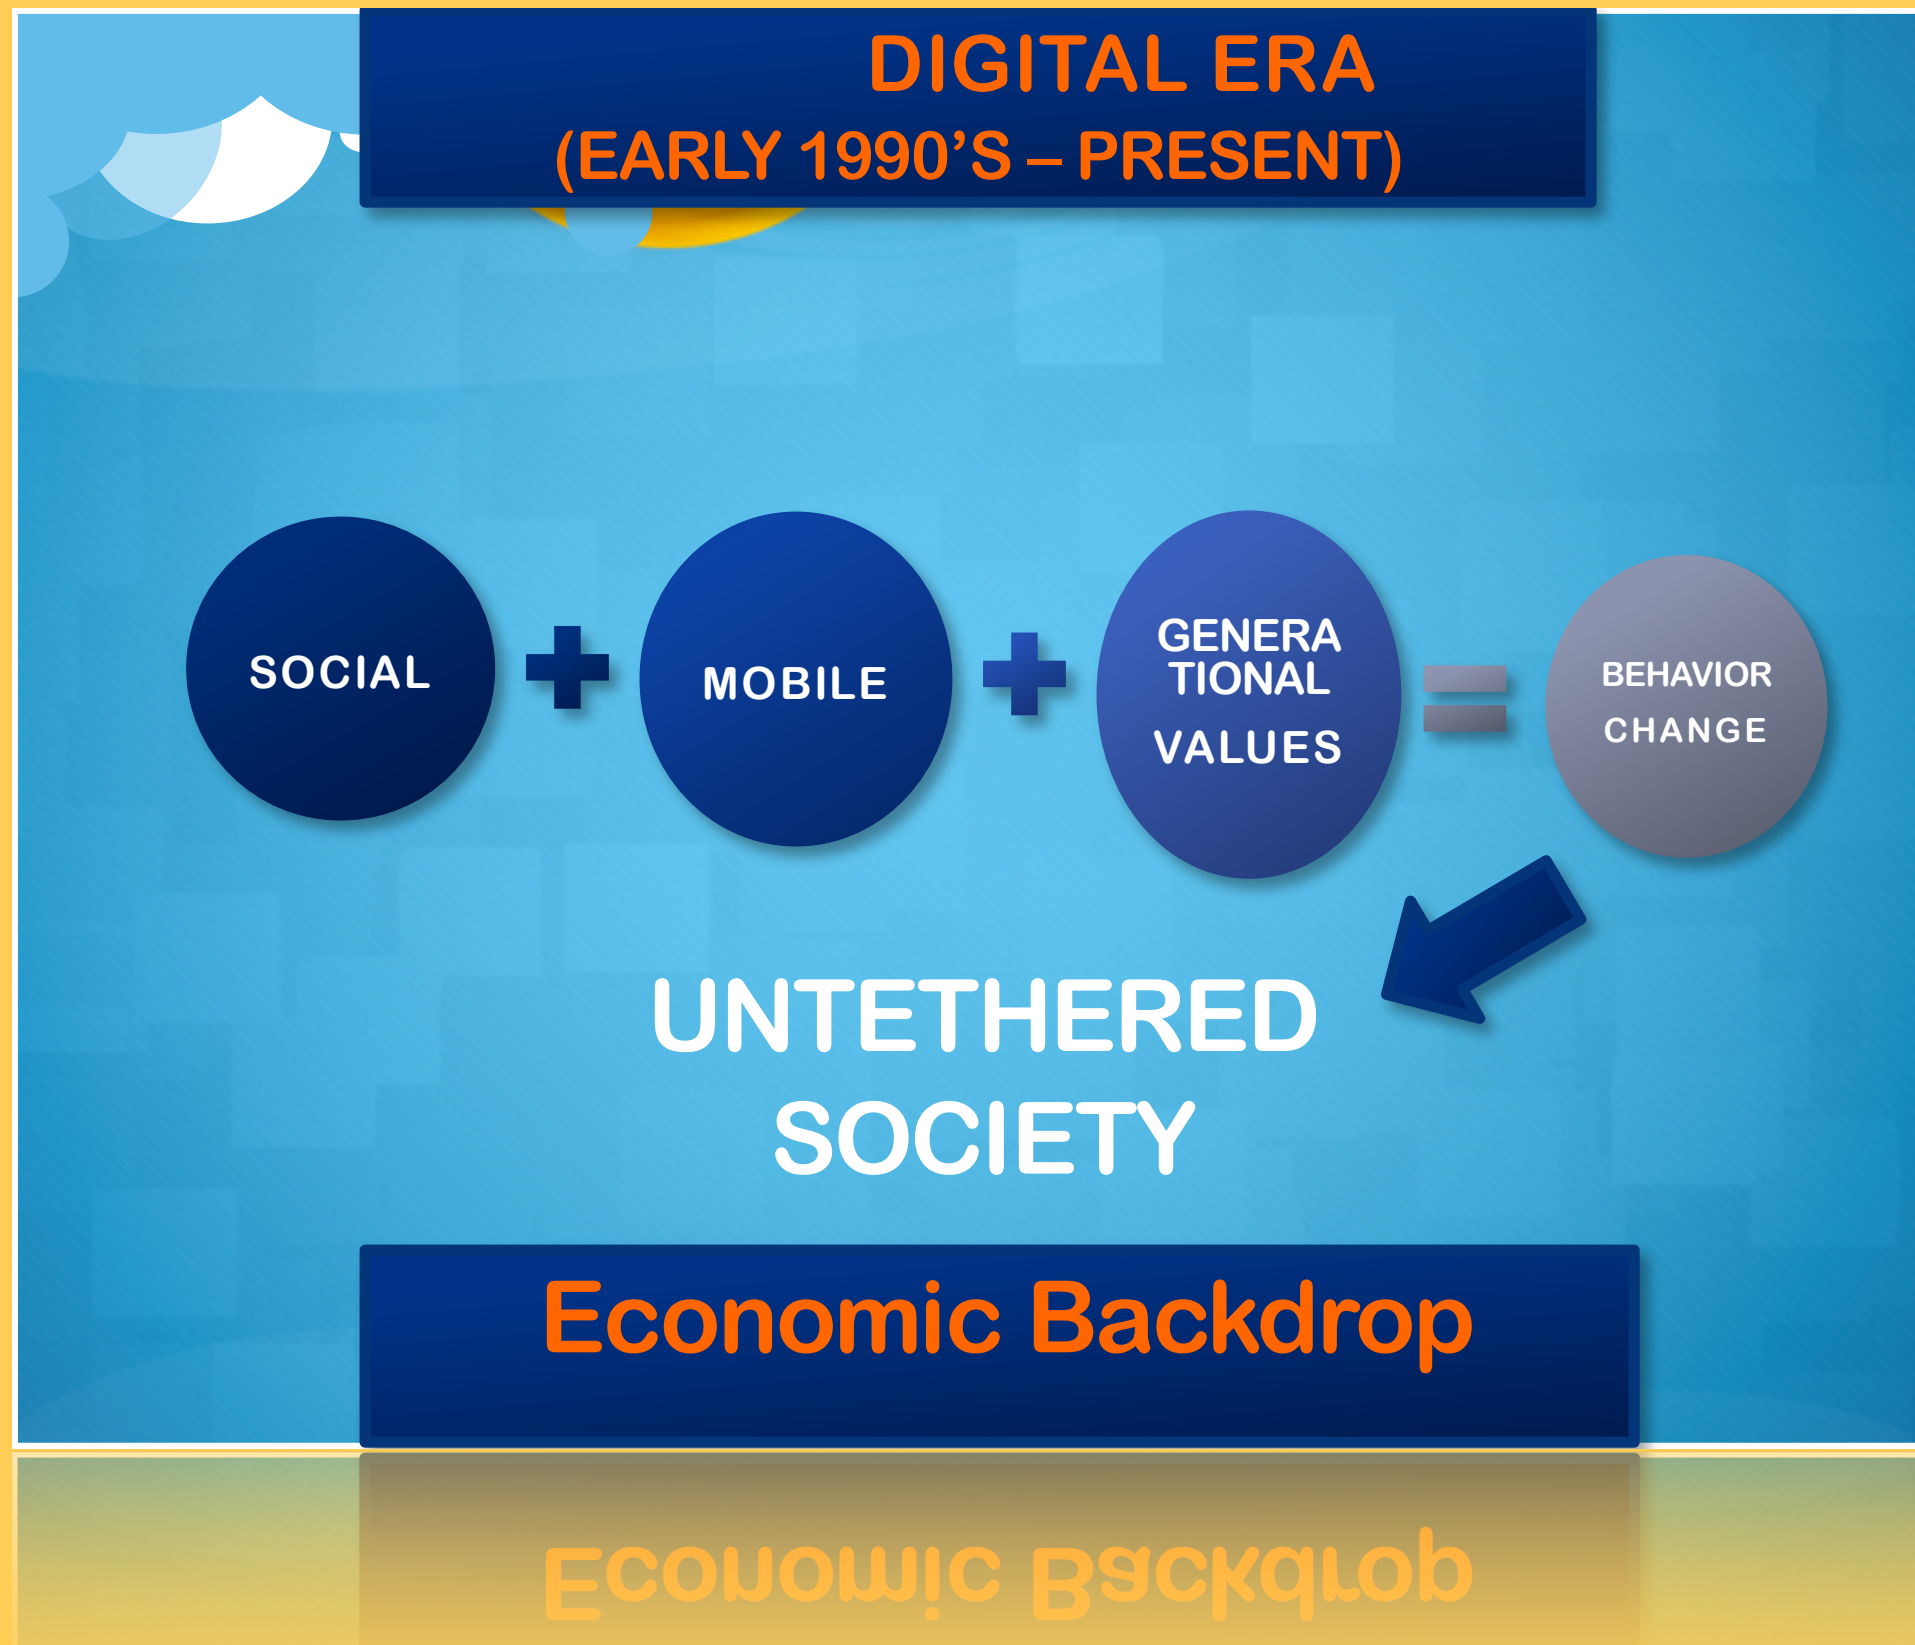 DIGITAL ERA
(EARLY 1990’S – PRESENT)
SOCIAL
MOBILE
GENERA
TIONAL
VALUES
BEHAVIOR
CHANGE
UNTETHERED
SOCIETY
Economic Backdrop